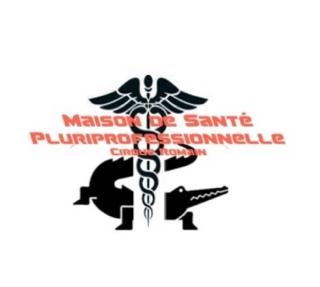 Maison de Santé
Pluriprofessionnelle
Cirque Romain